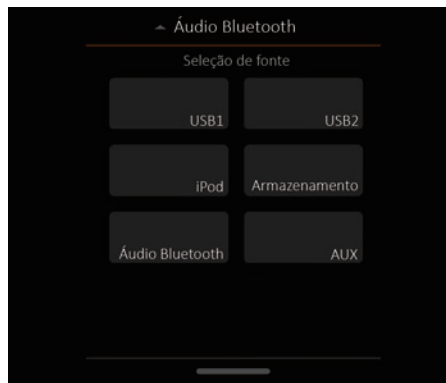 Áudio Bluetooth
Seleção de fonte
USB1
USB2
iPod
Armazenamento
Áudio Bluetooth
AUX